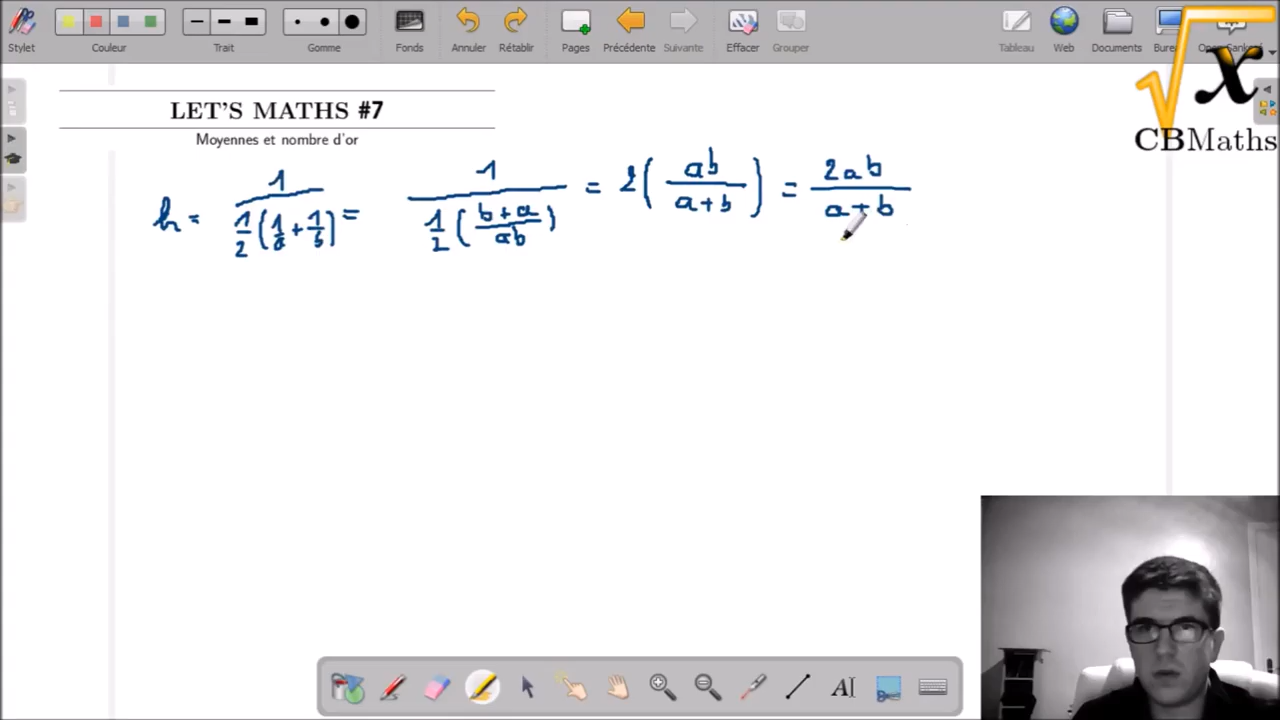 Stylet Couleur Trait Gomme Fonds Annuler Rétablir Pages Précédente Suivante Effacer Grouper Tableau Web Documents
x
CBMaths
LET'S MATHS #7
Moyennes et nombre d'or
h = 1/(1/2(1/a + 1/b)) = 1/(1/2((b+a)/ab)) = 2(ab/(a+b)) = 2ab/(a+b)
AI